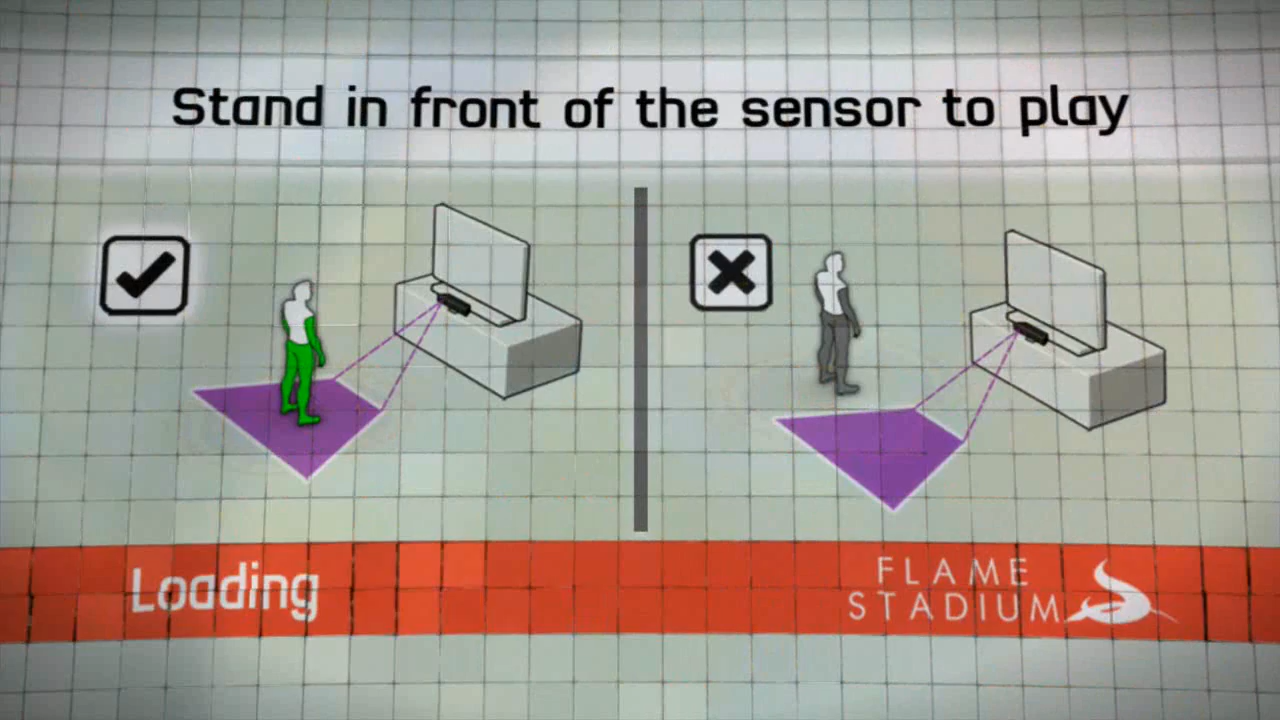 Stand in front of the sensor to play
Loading
FLAME
STADIUM